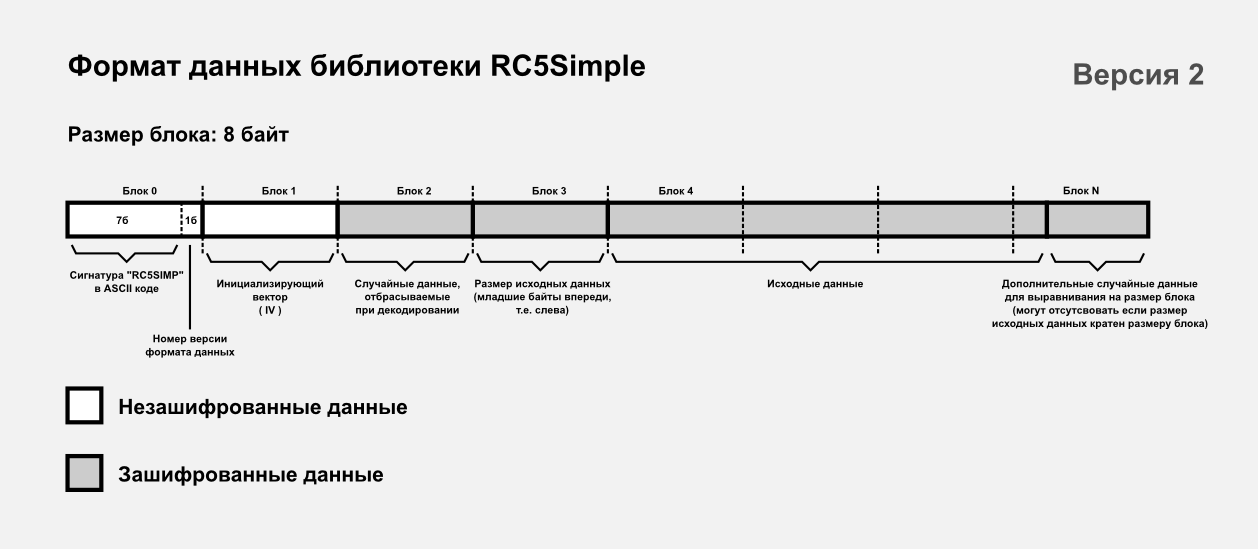 Формат данных библиотеки RC5Simple
Версия 2
Размер блока: 8 байт
Блок 0
Блок 1
Блок 2
Блок 3
Блок 4
Блок N
7б
1б
Сигнатура "RC5SIMP"
в ASCII коде
Номер версии
формата данных
Инициализирующий
вектор
( IV )
Случайные данные,
отбрасываемые
при декодировании
Размер исходных данных
(младшие байты впереди,
т.е. слева)
Исходные данные
Дополнительные случайные данные
для выравнивания на размер блока
(могут отсутсвовать если размер
исходных данных кратен размеру блока)
Незашифрованные данные
Зашифрованные данные